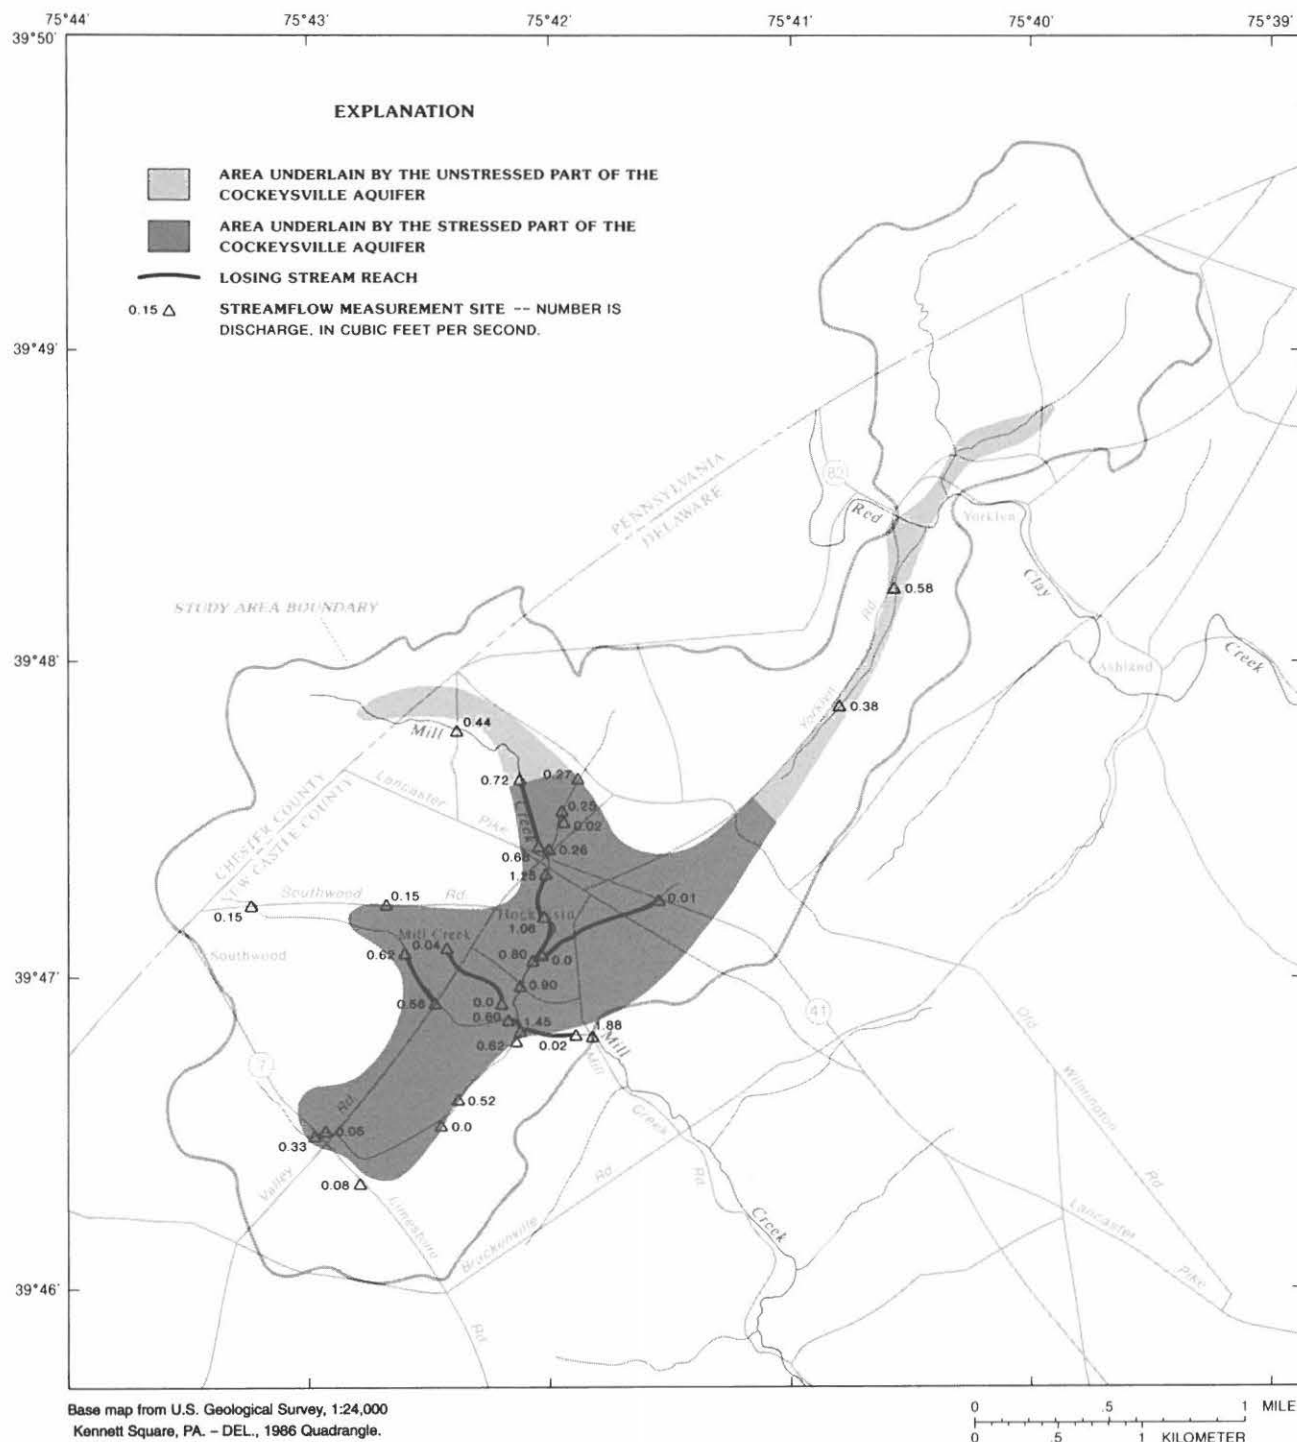 75°44'
75°43'
75°42'
75°41'
75°40'
75°39'
39°50'
EXPLANATION
AREA UNDERLAIN BY THE UNSTRESSED PART OF THE
COCKEYSVILLE AQUIFER
AREA UNDERLAIN BY THE STRESSED PART OF THE
COCKEYSVILLE AQUIFER
LOSING STREAM REACH
0.15
STREAMFLOW MEASUREMENT SITE -- NUMBER IS
DISCHARGE, IN CUBIC FEET PER SECOND.
39°49'
PENNSYLVANIA
DELAWARE
82
Red
Yorklyn
Clay
Creek
0.58
Rd.
STUDY AREA BOUNDARY
39°48'
Ashland
Yorklyn
0.38
0.44
Mill
0.72
0.27
Lancaster
Pike
Creek
0.25
0.02
0.68
0.26
1.25
CHESTER COUNTY
NEW CASTLE COUNTY
Southwood
Rd.
0.15
0.15
0.01
Hockessin
1.06
Mill Creek
0.04
0.62
0.80
0.0
Southwood
39°47'
0.90
0.58
0.0
0.60
1.45
1.88
0.62
0.02
Mill
Mill
Creek
Rd.
41
Old
Wilmington
Rd.
7
0.52
0.0
Rd.
0.05
0.33
0.08
Valley
Limestone
Rd.
Brackenville
Rd
Creek
Lancaster
Pike
39°46'
Base map from U.S. Geological Survey, 1:24,000
Kennett Square, PA. - DEL., 1986 Quadrangle.
0 .5 1 MILE
0 .5 1 KILOMETER